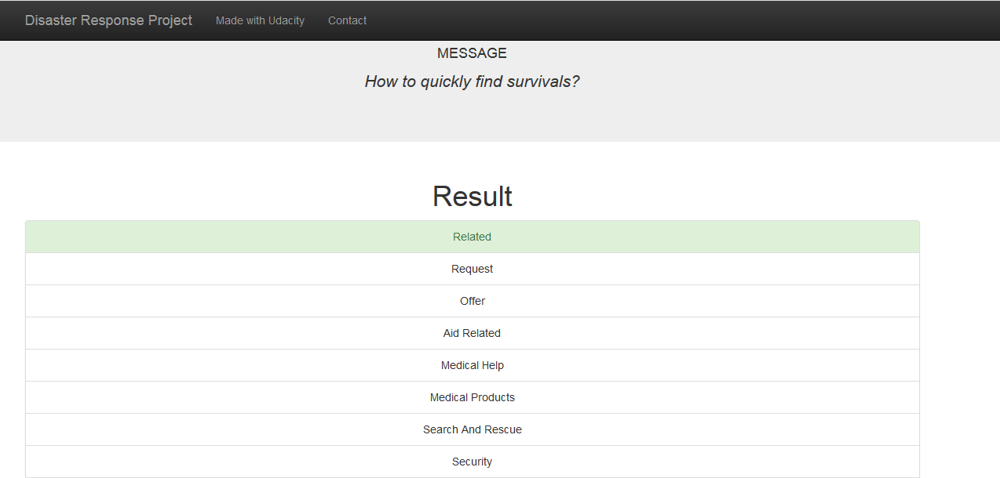 Disaster Response Project Made with Udacity Contact
MESSAGE
How to quickly find survivals?
Result
Related
Request
Offer
Aid Related
Medical Help
Medical Products
Search And Rescue
Security